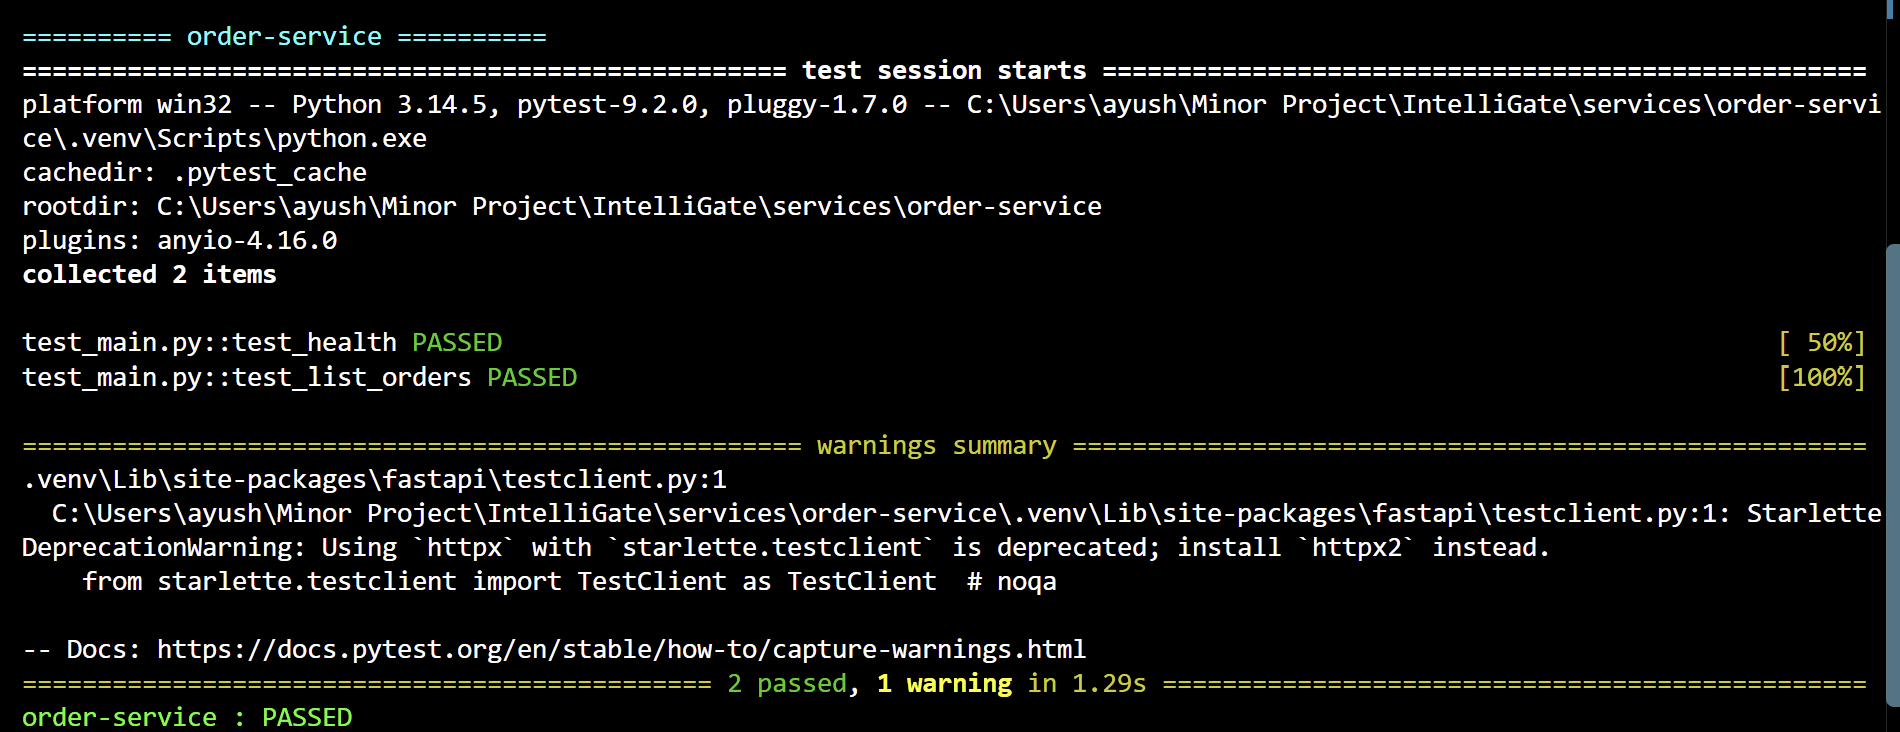 ========== order-service ==========
=================================================== test session starts ===================================================
platform win32 -- Python 3.14.5, pytest-9.2.0, pluggy-1.7.0 -- C:\Users\ayush\Minor Project\IntelliGate\services\order-servi
ce\.venv\Scripts\python.exe
cachedir: .pytest_cache
rootdir: C:\Users\ayush\Minor Project\IntelliGate\services\order-service
plugins: anyio-4.16.0
collected 2 items
test_main.py::test_health PASSED [ 50%]
test_main.py::test_list_orders PASSED [100%]
==================================================== warnings summary =====================================================
.venv\Lib\site-packages\fastapi\testclient.py:1
  C:\Users\ayush\Minor Project\IntelliGate\services\order-service\.venv\Lib\site-packages\fastapi\testclient.py:1: Starlette
DeprecationWarning: Using `httpx` with `starlette.testclient` is deprecated; install `httpx2` instead.
    from starlette.testclient import TestClient as TestClient  # noqa
-- Docs: https://docs.pytest.org/en/stable/how-to/capture-warnings.html
============================================== 2 passed, 1 warning in 1.29s ===============================================
order-service : PASSED